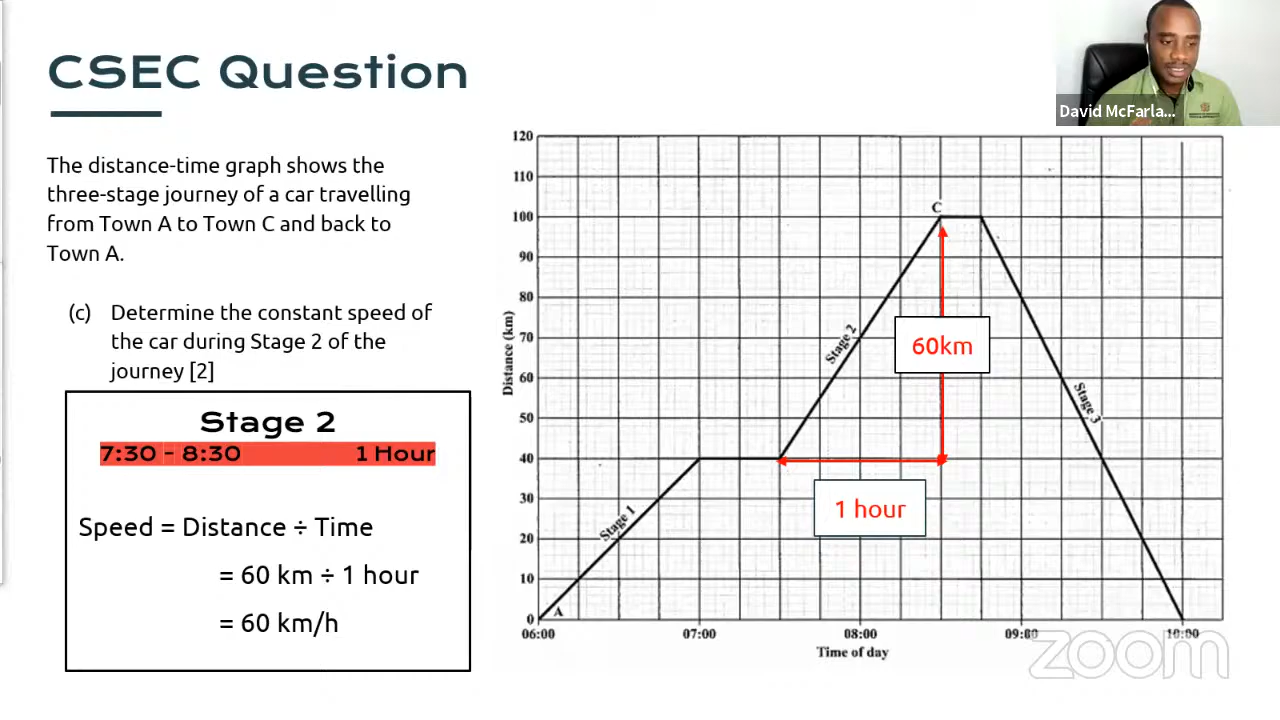 CSEC Question
David McFarla...
The distance-time graph shows the
three-stage journey of a car travelling
from Town A to Town C and back to
Town A.
(c) Determine the constant speed of
the car during Stage 2 of the
journey [2]
Stage 2
7:30 – 8:30 1 Hour
Speed = Distance ÷ Time
= 60 km ÷ 1 hour
= 60 km/h
120
110
100
90
80
70
60
50
40
30
20
10
0
Distance (km)
C
Stage 2
60km
Stage 3
1 hour
Stage 1
A
06:00 07:00 08:00 09:00 10:00
Time of day
zoom